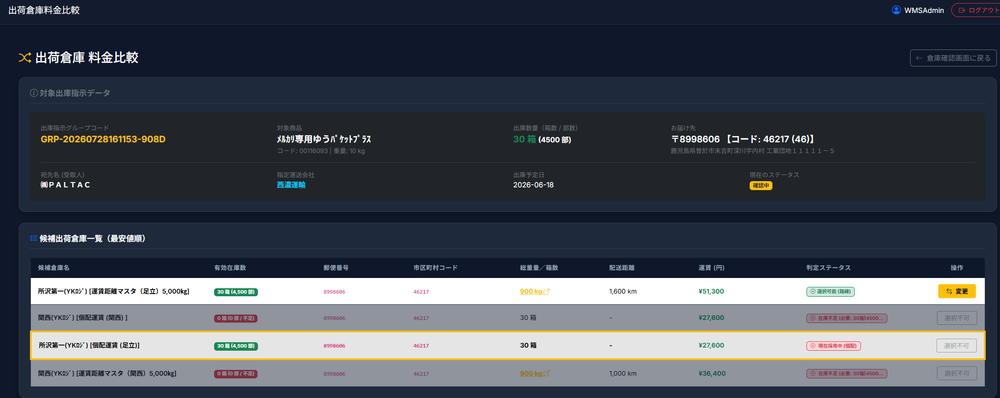 出荷倉庫料金比較
WMSAdmin
ログアウト
出荷倉庫 料金比較
← 倉庫確認画面に戻る
対象出庫指示データ
出庫指示グループコード
GRP-20260728161153-908D
対象商品
ﾒﾙｶﾘ専用ゆうﾊﾟｹｯﾄﾌﾟﾗｽ
コード: 00116093 | 重量: 10 kg
出庫数量（箱数 / 部数）
30 箱 (4500 部)
お届け先
〒8998606 【コード: 46217 (46)】
鹿児島県曽於市末吉町深川字内村 工業団地１１１１１－５
宛先名 (受取人)
㈱ＰＡＬＴＡＣ
指定運送会社
西濃運輸
出庫予定日
2026-06-18
現在のステータス
確認中
候補出荷倉庫一覧（最安値順）
候補倉庫名 有効在庫数 郵便番号 市区町村コード 総重量／箱数 配送距離 運賃 (円) 判定ステータス 操作
所沢第一(YKﾛｼﾞ) [運賃距離マスタ（足立）5,000kg] 30 箱 (4,500 部) 8998606 46217 900 kg 1,600 km ¥51,300 選択可能 (路線) 変更
関西(YKﾛｼﾞ) [個配運賃 (関西) ] 0 箱 (0 部 / 不足) 8998606 46217 30 箱 - ¥27,600 在庫不足 (必要: 30箱[4500... 選択不可
所沢第一(YKﾛｼﾞ) [個配運賃 (足立)] 30 箱 (4,500 部) 8998606 46217 30 箱 - ¥27,600 現在採用中 (個配) 選択不可
関西(YKﾛｼﾞ) [運賃距離マスタ（関西）5,000kg] 0 箱 (0 部 / 不足) 8998606 46217 900 kg 1,000 km ¥36,400 在庫不足 (必要: 30箱[4500... 選択不可